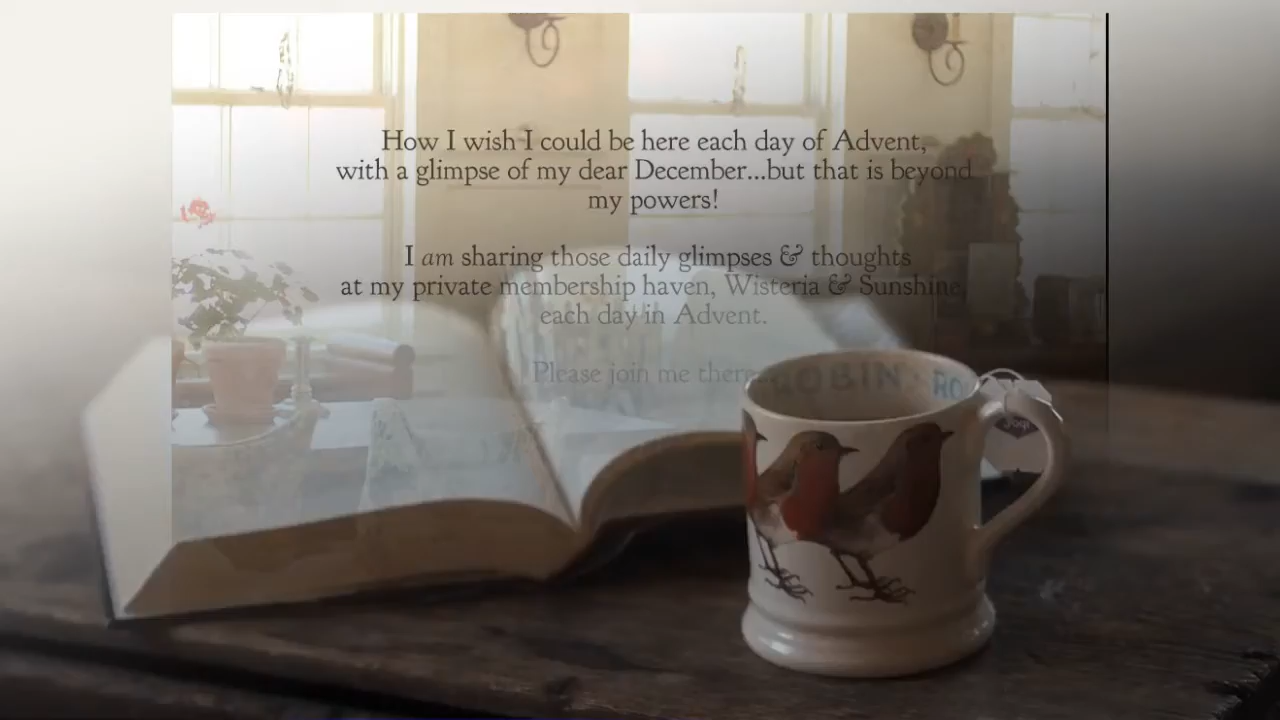 How I wish I could be here each day of Advent,
with a glimpse of my dear December...but that is beyond
my powers!
I am sharing those daily glimpses & thoughts
at my private membership haven, Wisteria & Sunshine,
each day in Advent.
Please join me there
ROBIN
RO
Yogi